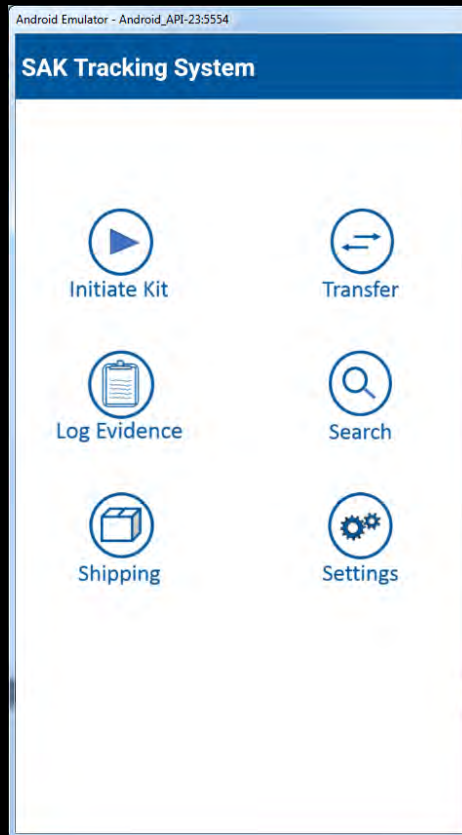 Android Emulator - Android_API-23:5554
SAK Tracking System
Initiate Kit
Transfer
Log Evidence
Search
Shipping
Settings